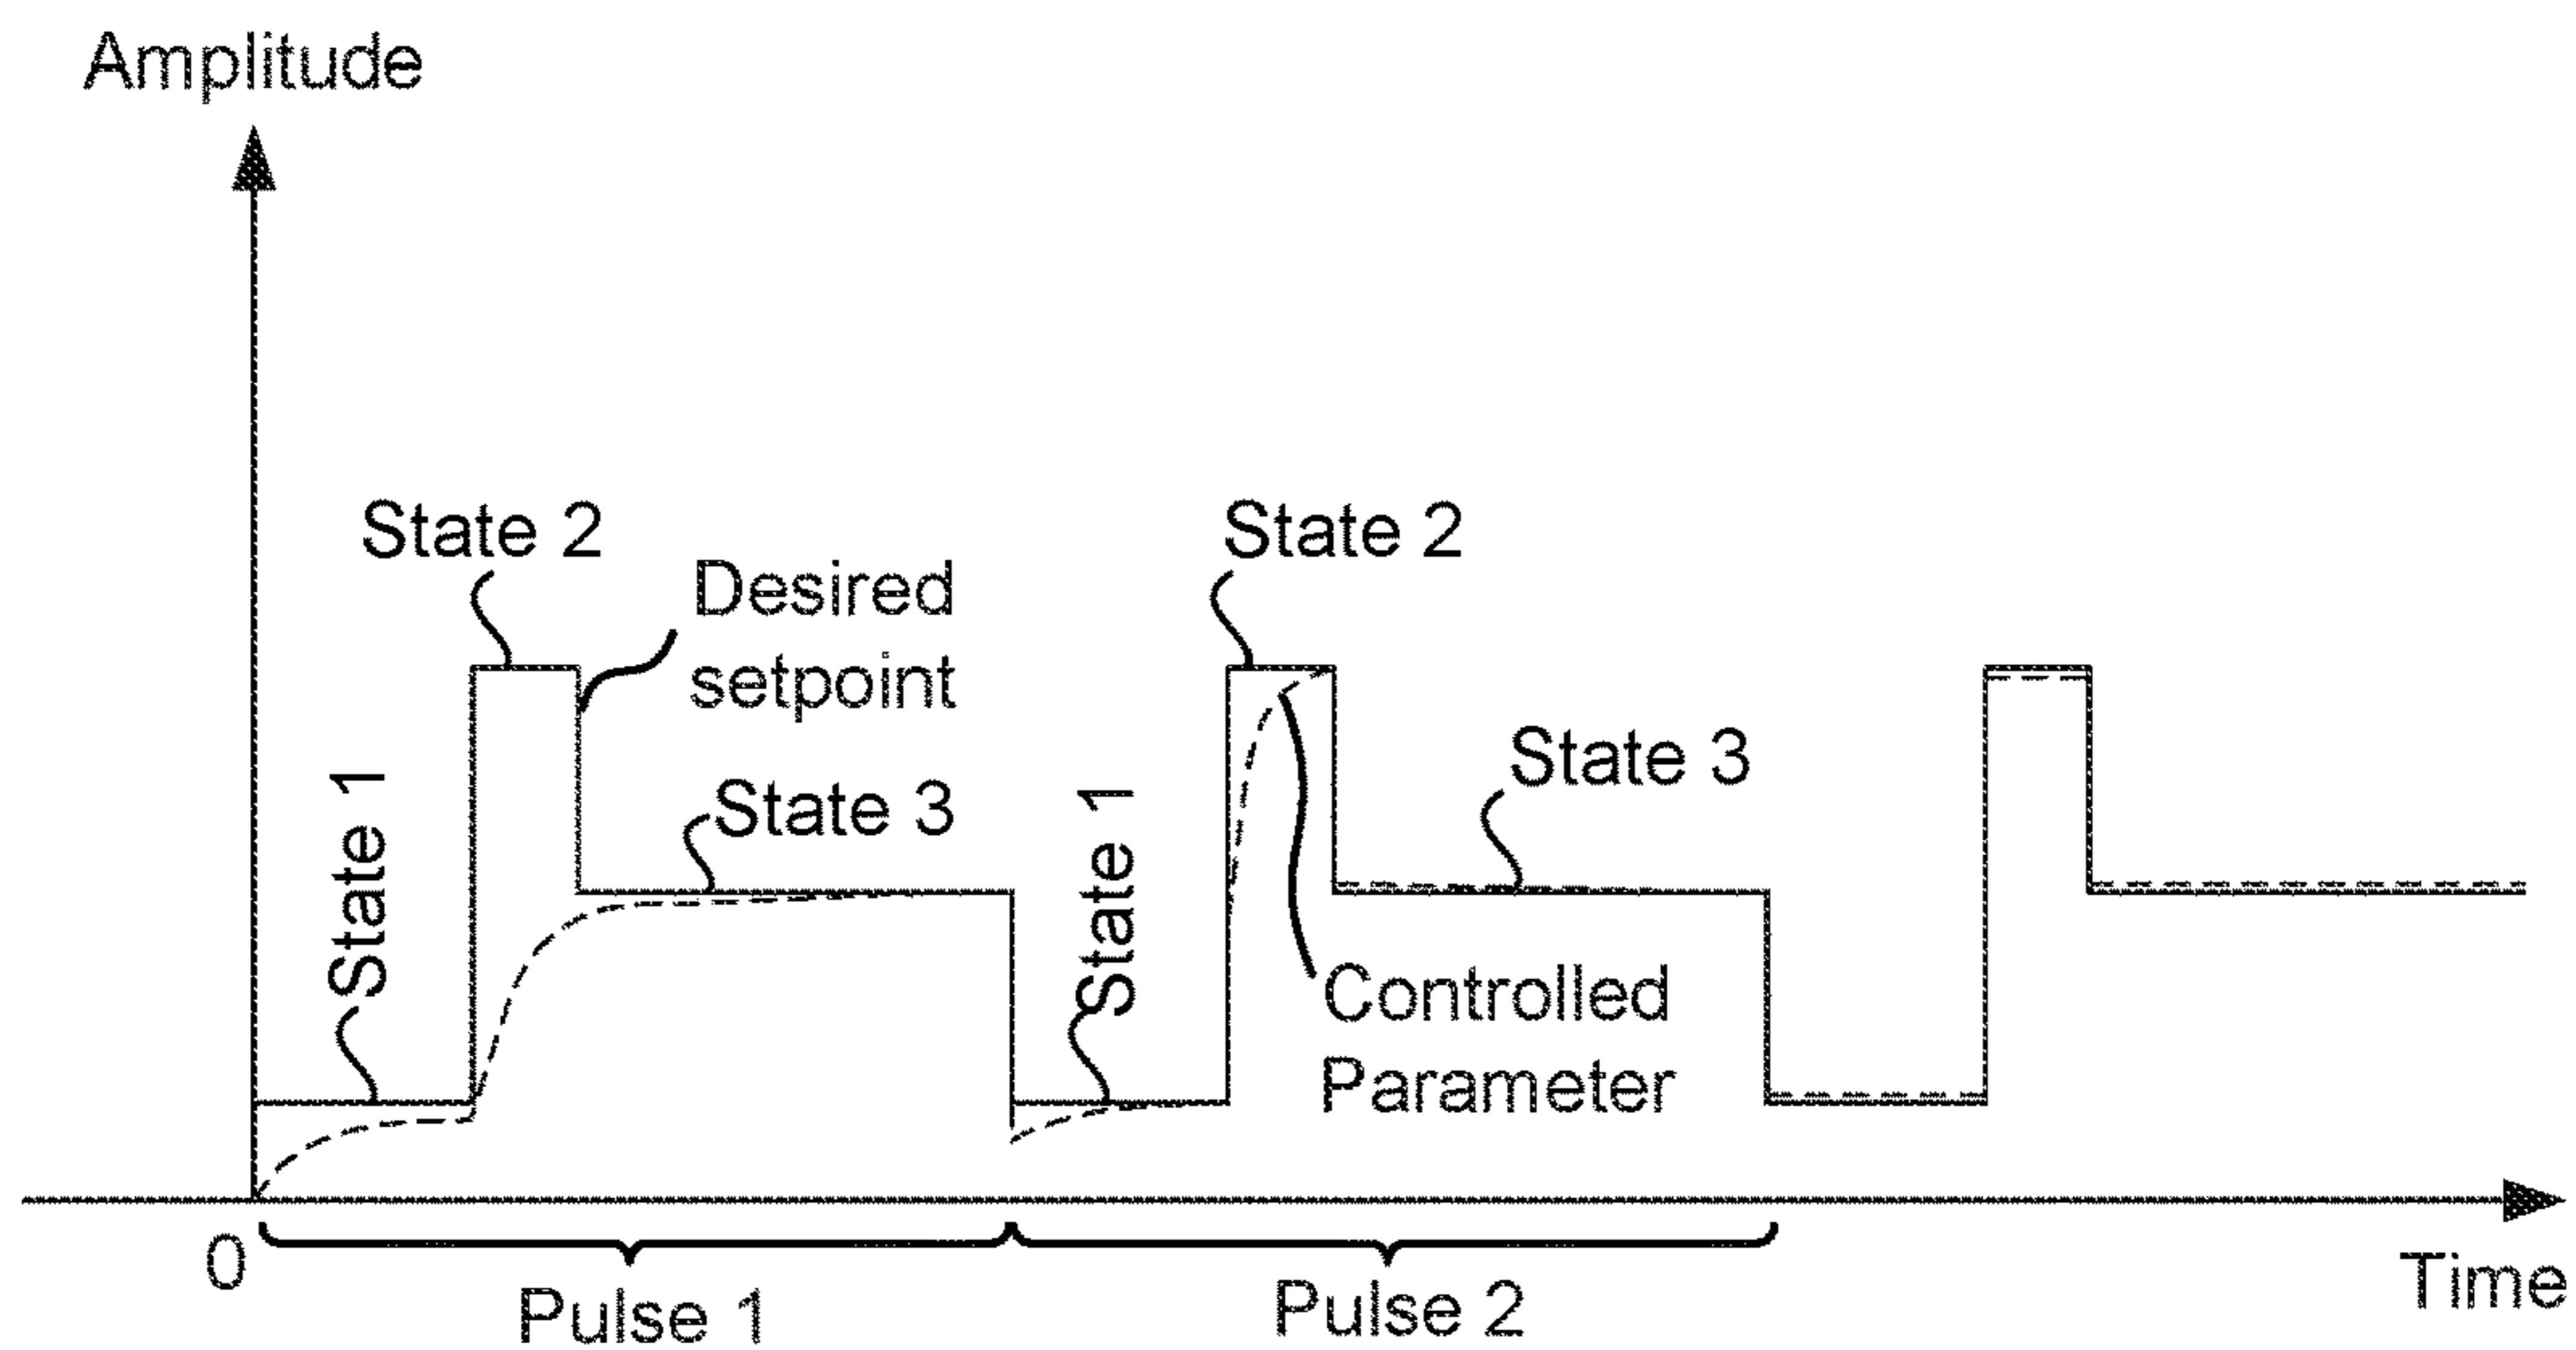 Amplitude
State 2
Desired
setpoint
State 1
State 3
State 2
State 1
State 3
Controlled
Parameter
0
Pulse 1
Pulse 2
Time